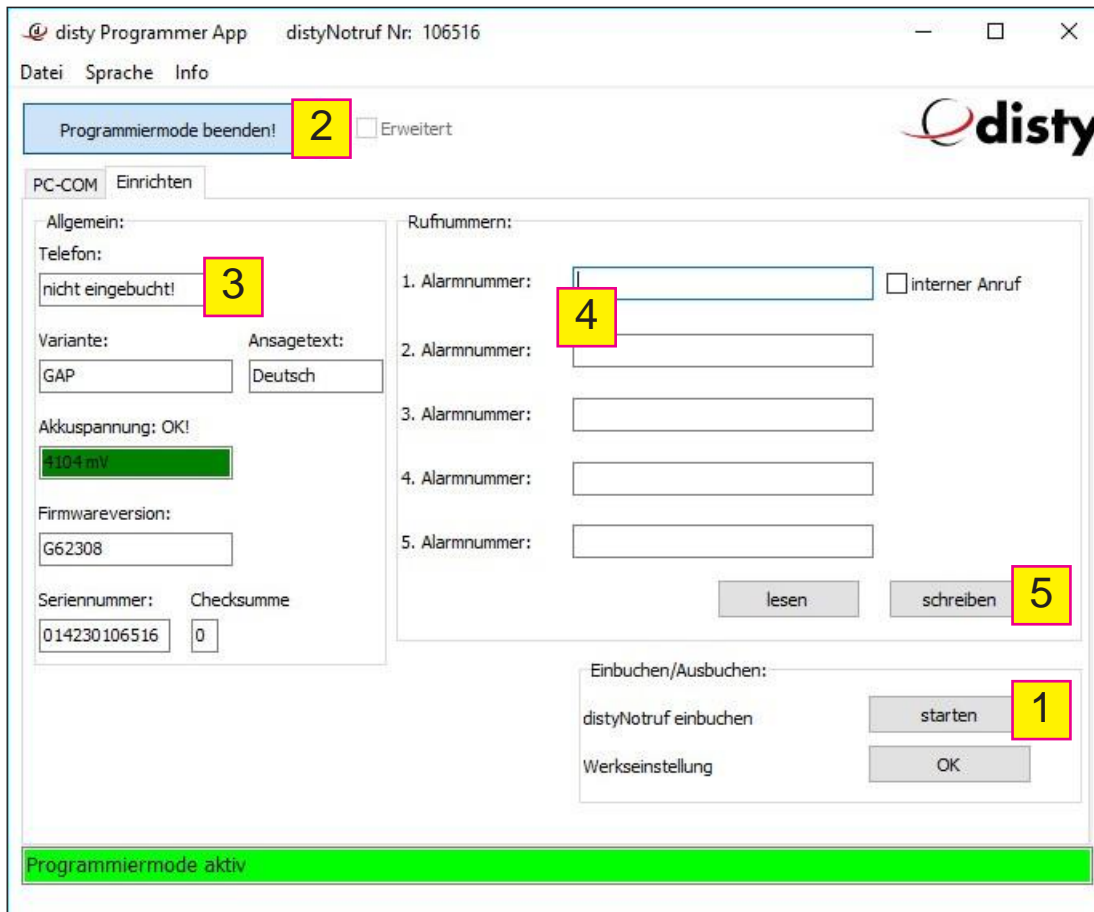 disty Programmer App distyNotruf Nr: 106516
Datei Sprache Info
Programmiermode beenden! 2 Erweitert
disty
PC-COM Einrichten
Allgemein:
Telefon:
nicht eingebucht! 3
Variante: Ansagetext:
GAP Deutsch
Akkuspannung: OK!
4104 mV
Firmwareversion:
G62308
Seriennummer: Checksumme
014230106516 0
Rufnummern:
1. Alarmnummer: interner Anruf
4
2. Alarmnummer:
3. Alarmnummer:
4. Alarmnummer:
5. Alarmnummer:
lesen schreiben 5
Einbuchen/Ausbuchen:
distyNotruf einbuchen starten 1
Werkseinstellung OK
Programmiermode aktiv